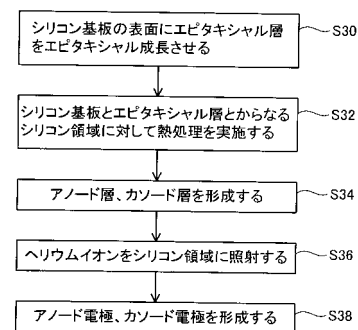 シリコン基板の表面にエピタキシャル層
をエピタキシャル成長させる
S30
シリコン基板とエピタキシャル層とからなる
シリコン領域に対して熱処理を実施する
S32
アノード層、カソード層を形成する
S34
ヘリウムイオンをシリコン領域に照射する
S36
アノード電極、カソード電極を形成する
S38